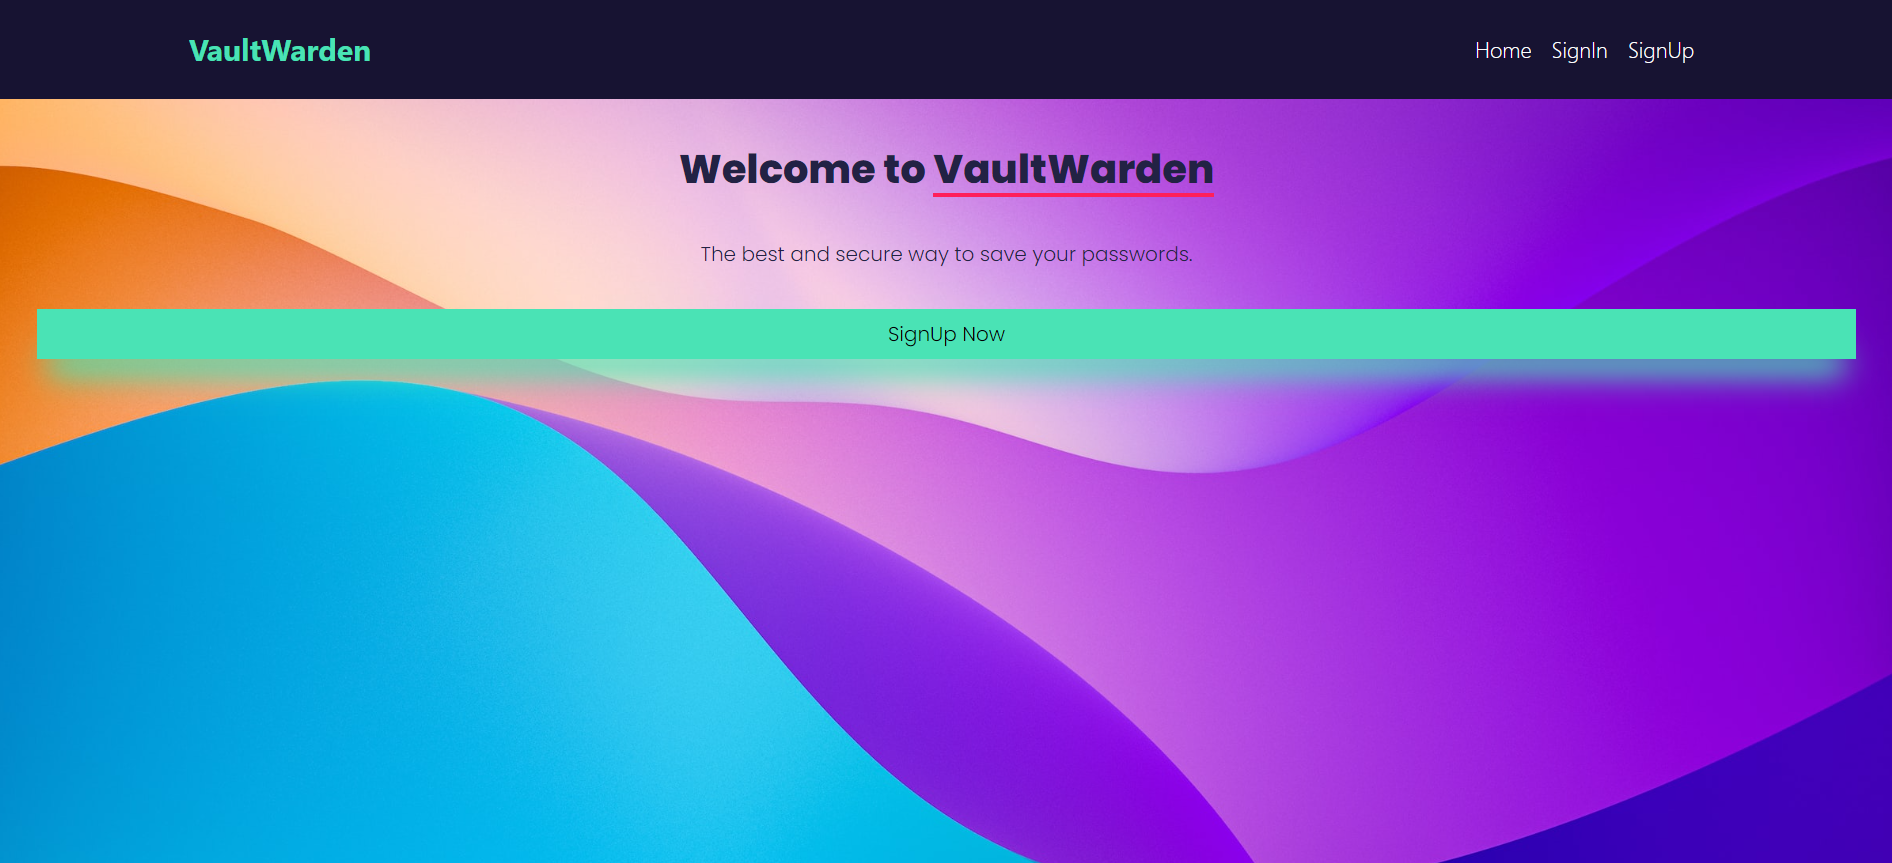 VaultWarden
Home SignIn SignUp
Welcome to VaultWarden
The best and secure way to save your passwords.
SignUp Now